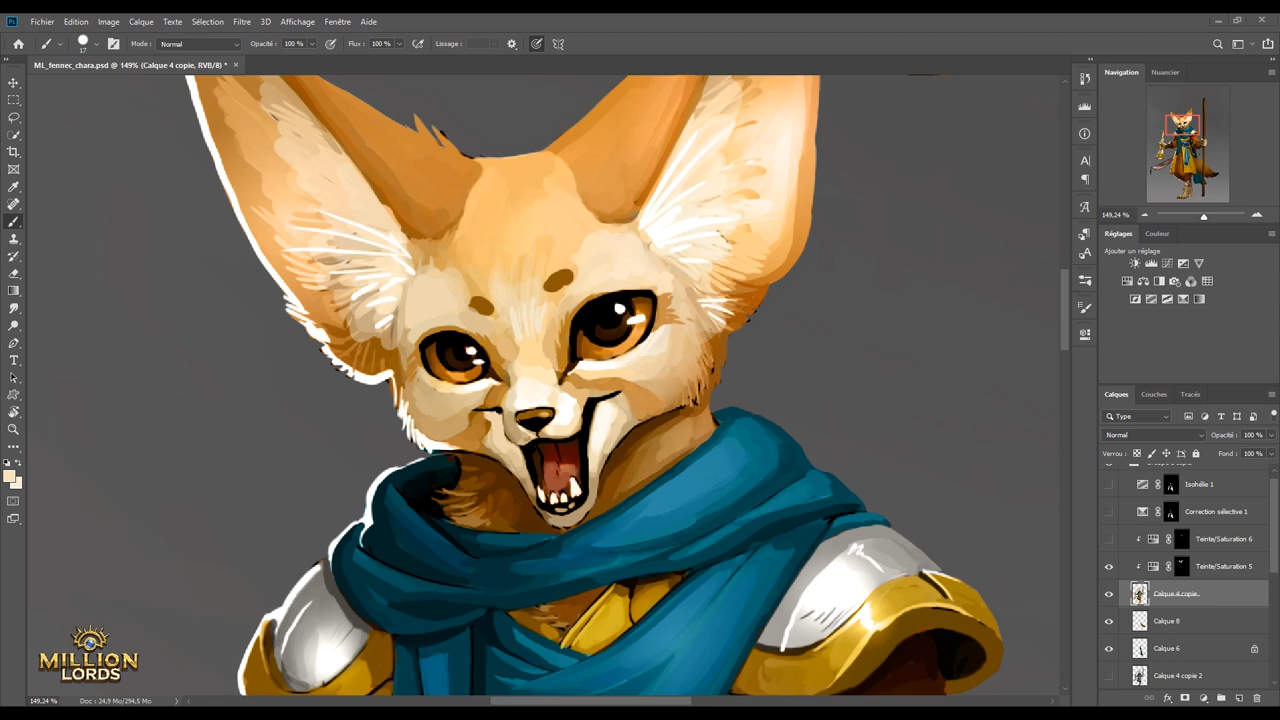 Fichier Edition Image Calque Texte Sélection Filtre 3D Affichage Fenêtre Aide
17 Mode : Normal Opacité : 100 % Flux : 100 % Lissage :
ML_fennec_chara.psd @ 149% (Calque 4 copie, RVB/8) *
Navigation Nuancier
149,24 %
Réglages Couleur
Ajouter un réglage
Calques Couches Tracés
Type
Normal Opacité : 100 %
Verrou : Fond : 100 %
Isohélie 1
Correction sélective 1
Teinte/Saturation 6
Teinte/Saturation 5
Calque 4 copie
Calque 8
Calque 6
Calque 4 copie 2
MILLION
LORDS
149,24 % Doc : 24,9 Mo/294,5 Mo